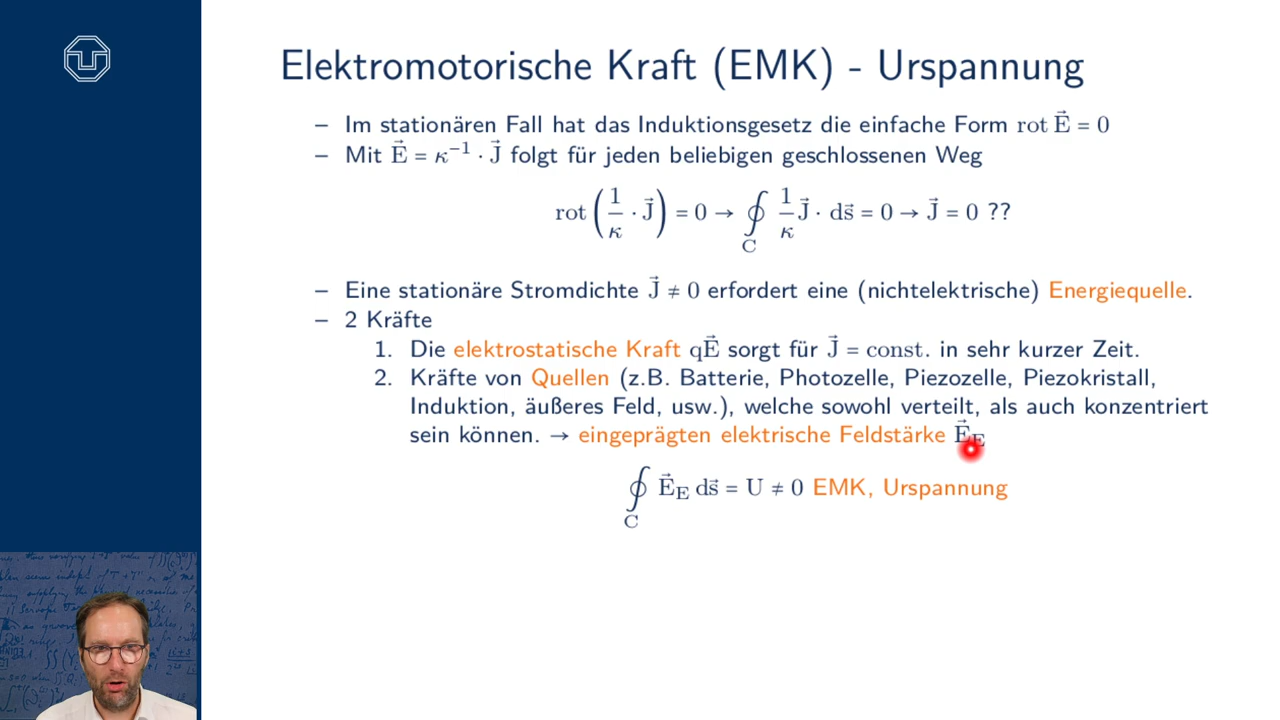 Elektromotorische Kraft (EMK) - Urspannung
– Im stationären Fall hat das Induktionsgesetz die einfache Form rot E⃗ = 0
– Mit E⃗ = κ⁻¹ · J⃗ folgt für jeden beliebigen geschlossenen Weg
rot (1/κ · J⃗) = 0 → ∮_C 1/κ J⃗ · ds⃗ = 0 → J⃗ = 0 ??
– Eine stationäre Stromdichte J⃗ ≠ 0 erfordert eine (nichtelektrische) Energiequelle.
– 2 Kräfte
1. Die elektrostatische Kraft qE⃗ sorgt für J⃗ = const. in sehr kurzer Zeit.
2. Kräfte von Quellen (z.B. Batterie, Photozelle, Piezozelle, Piezokristall,
Induktion, äußeres Feld, usw.), welche sowohl verteilt, als auch konzentriert
sein können. → eingeprägten elektrische Feldstärke E⃗_E
∮_C E⃗_E ds⃗ = U ≠ 0 EMK, Urspannung